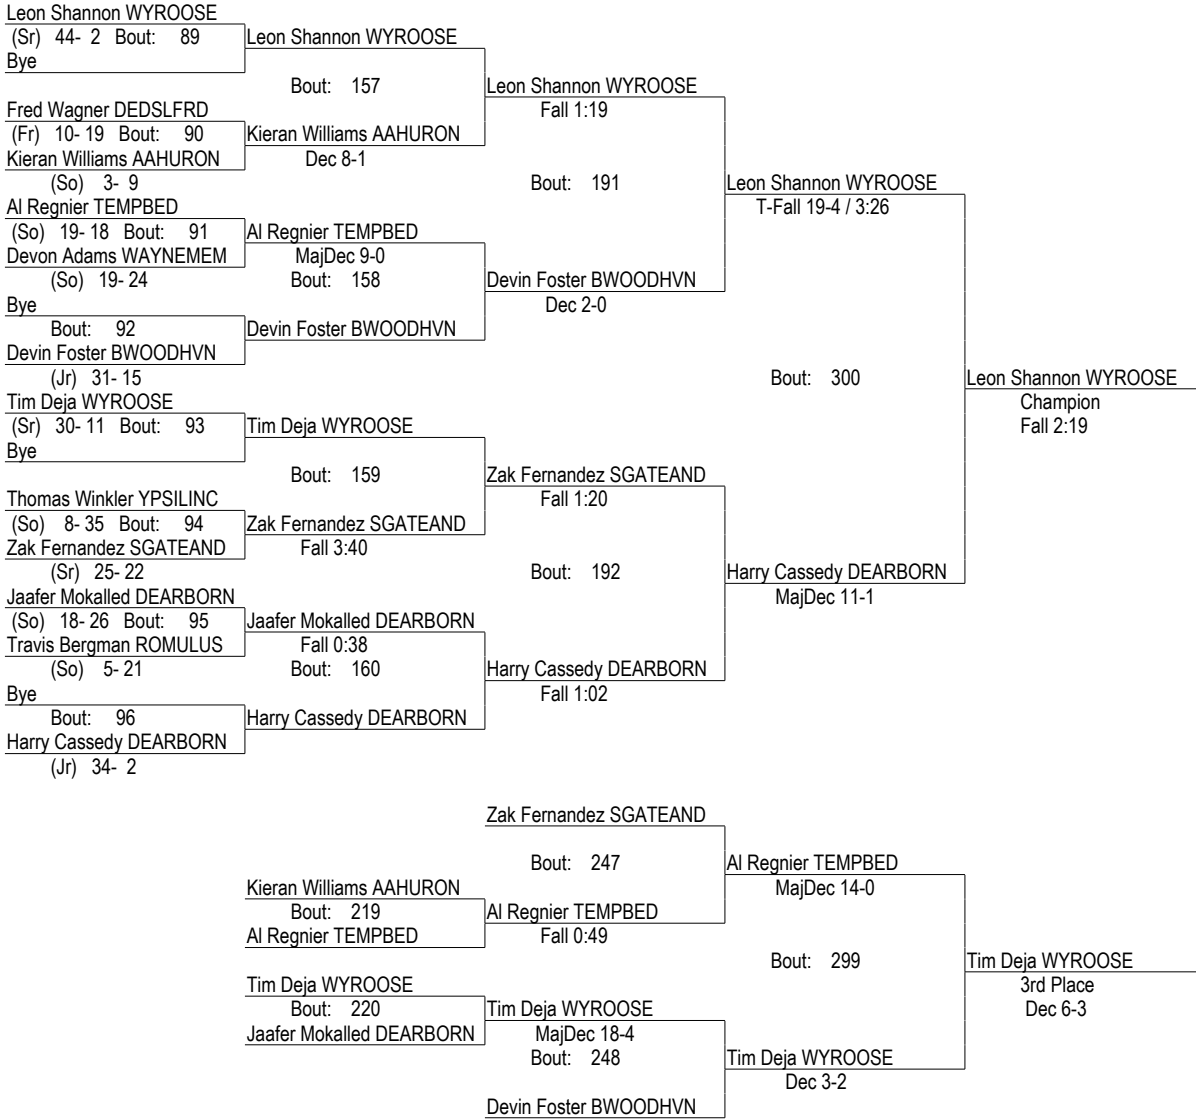 Leon Shannon WYROOSE
(Sr) 44- 2 Bout: 89 Leon Shannon WYROOSE
Bye
Bout: 157 Leon Shannon WYROOSE
Fred Wagner DEDSLFRD Fall 1:19
(Fr) 10- 19 Bout: 90 Kieran Williams AAHURON
Kieran Williams AAHURON Dec 8-1
(So) 3- 9 Bout: 191 Leon Shannon WYROOSE
Al Regnier TEMPBED T-Fall 19-4 / 3:26
(So) 19- 18 Bout: 91 Al Regnier TEMPBED
Devon Adams WAYNEMEM MajDec 9-0
(So) 19- 24 Bout: 158 Devin Foster BWOODHVN
Bye Dec 2-0
Bout: 92 Devin Foster BWOODHVN
Devin Foster BWOODHVN
(Jr) 31- 15 Bout: 300 Leon Shannon WYROOSE
Tim Deja WYROOSE Champion
(Sr) 30- 11 Bout: 93 Tim Deja WYROOSE Fall 2:19
Bye
Bout: 159 Zak Fernandez SGATEAND
Thomas Winkler YPSILINC Fall 1:20
(So) 8- 35 Bout: 94 Zak Fernandez SGATEAND
Zak Fernandez SGATEAND Fall 3:40
(Sr) 25- 22 Bout: 192 Harry Cassedy DEARBORN
Jaafer Mokalled DEARBORN MajDec 11-1
(So) 18- 26 Bout: 95 Jaafer Mokalled DEARBORN
Travis Bergman ROMULUS Fall 0:38
(So) 5- 21 Bout: 160 Harry Cassedy DEARBORN
Bye Fall 1:02
Bout: 96 Harry Cassedy DEARBORN
Harry Cassedy DEARBORN
(Jr) 34- 2
Zak Fernandez SGATEAND
Bout: 247 Al Regnier TEMPBED
Kieran Williams AAHURON MajDec 14-0
Bout: 219 Al Regnier TEMPBED
Al Regnier TEMPBED Fall 0:49
Bout: 299 Tim Deja WYROOSE
Tim Deja WYROOSE 3rd Place
Bout: 220 Tim Deja WYROOSE Dec 6-3
Jaafer Mokalled DEARBORN MajDec 18-4
Bout: 248 Tim Deja WYROOSE
Dec 3-2
Devin Foster BWOODHVN